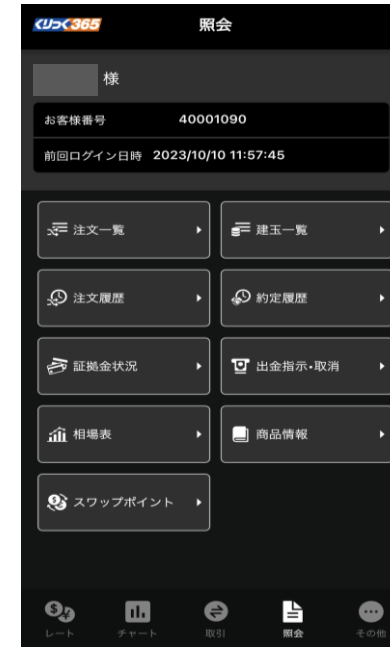 くりっく365
照会
様
お客様番号 40001090
前回ログイン日時 2023/10/10 11:57:45
注文一覧
建玉一覧
注文履歴
約定履歴
証拠金状況
出金指示・取消
相場表
商品情報
スワップポイント
レート
チャート
取引
照会
その他